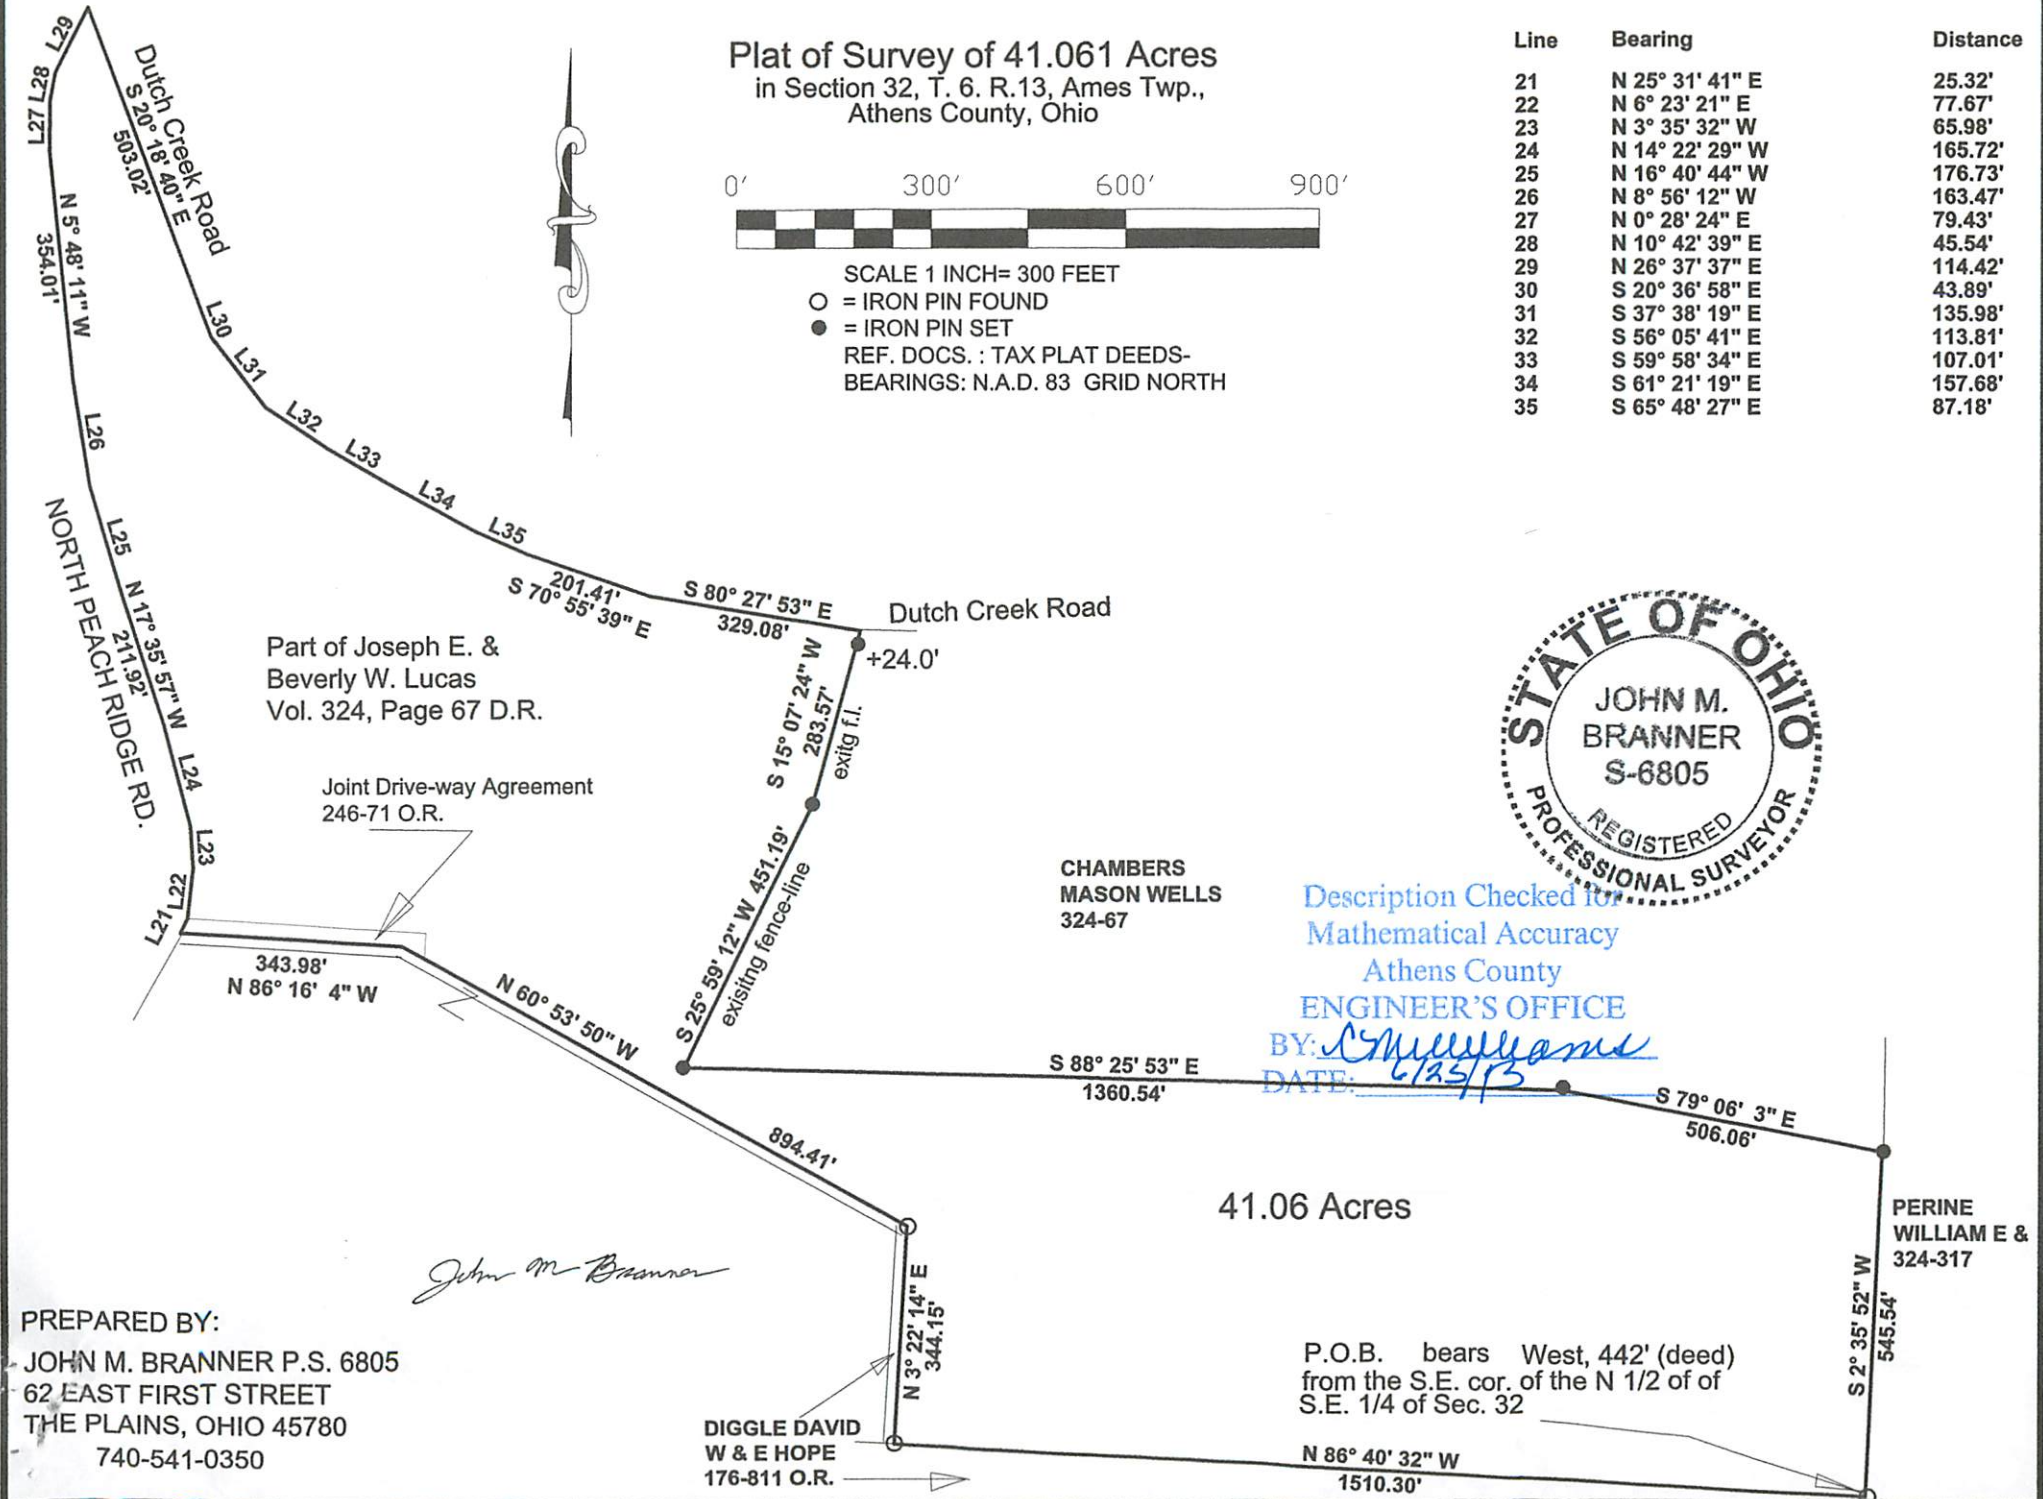 Plat of Survey of 41.061 Acres
in Section 32, T. 6. R.13, Ames Twp.,
Athens County, Ohio
0' 300' 600' 900'
SCALE 1 INCH= 300 FEET
= IRON PIN FOUND
= IRON PIN SET
REF. DOCS. : TAX PLAT DEEDS-
BEARINGS: N.A.D. 83 GRID NORTH
Line Bearing Distance
21 N 25° 31' 41" E 25.32'
22 N 6° 23' 21" E 77.67'
23 N 3° 35' 32" W 65.98'
24 N 14° 22' 29" W 165.72'
25 N 16° 40' 44" W 176.73'
26 N 8° 56' 12" W 163.47'
27 N 0° 28' 24" E 79.43'
28 N 10° 42' 39" E 45.54'
29 N 26° 37' 37" E 114.42'
30 S 20° 36' 58" E 43.89'
31 S 37° 38' 19" E 135.98'
32 S 56° 05' 41" E 113.81'
33 S 59° 58' 34" E 107.01'
34 S 61° 21' 19" E 157.68'
35 S 65° 48' 27" E 87.18'
L29
L28
L27
Dutch Creek Road
S 20° 18' 40" E
503.02'
N 5° 48' 11" W
354.01'
L30
L31
L32
L33
L34
L35
L26
L25
N 17° 35' 57" W
211.92'
NORTH PEACH RIDGE RD.
L24
L23
L22
L21
201.41'
S 70° 55' 39" E
S 80° 27' 53" E
329.08'
Dutch Creek Road
+24.0'
Part of Joseph E. &
Beverly W. Lucas
Vol. 324, Page 67 D.R.
Joint Drive-way Agreement
246-71 O.R.
S 15° 07' 24" W
283.57'
exitg f.l.
S 25° 59' 12" W 451.19'
exisitng fence-line
343.98'
N 86° 16' 4" W
N 60° 53' 50" W
894.41'
CHAMBERS
MASON WELLS
324-67
STATE OF OHIO
JOHN M.
BRANNER
S-6805
REGISTERED
PROFESSIONAL SURVEYOR
Description Checked for
Mathematical Accuracy
Athens County
ENGINEER'S OFFICE
BY:
DATE: 6/25/13
S 88° 25' 53" E
1360.54'
S 79° 06' 3" E
506.06'
41.06 Acres
PERINE
WILLIAM E &
324-317
S 2° 35' 52" W
545.54'
N 3° 22' 14" E
344.15'
P.O.B. bears West, 442' (deed)
from the S.E. cor. of the N 1/2 of of
S.E. 1/4 of Sec. 32
N 86° 40' 32" W
1510.30'
DIGGLE DAVID
W & E HOPE
176-811 O.R.
John M Branner
PREPARED BY:
JOHN M. BRANNER P.S. 6805
62 EAST FIRST STREET
THE PLAINS, OHIO 45780
740-541-0350